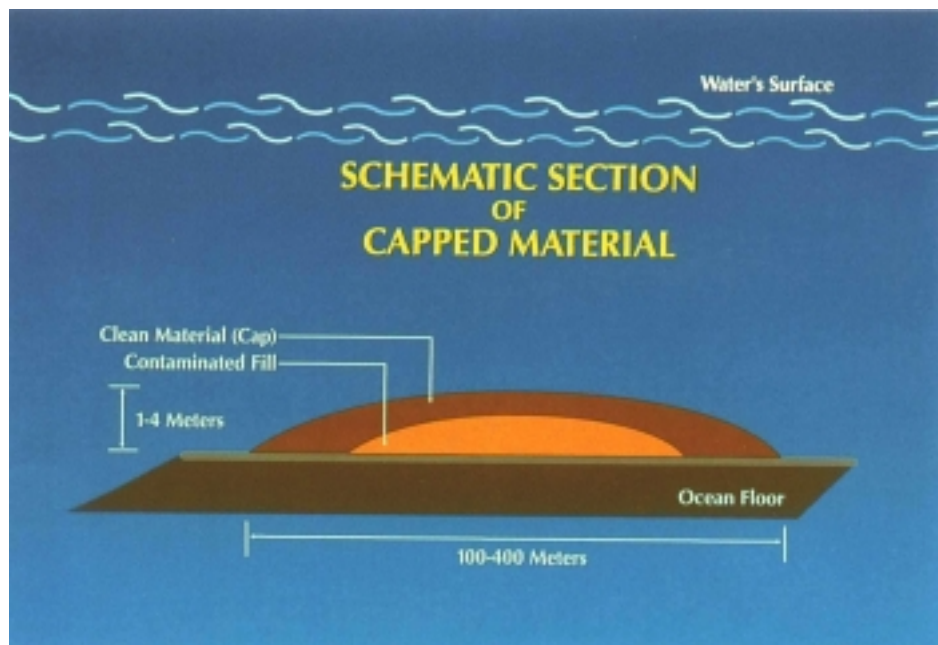 Water's Surface
SCHEMATIC SECTION
OF
CAPPED MATERIAL
Clean Material (Cap)
Contaminated Fill
1-4 Meters
Ocean Floor
100-400 Meters